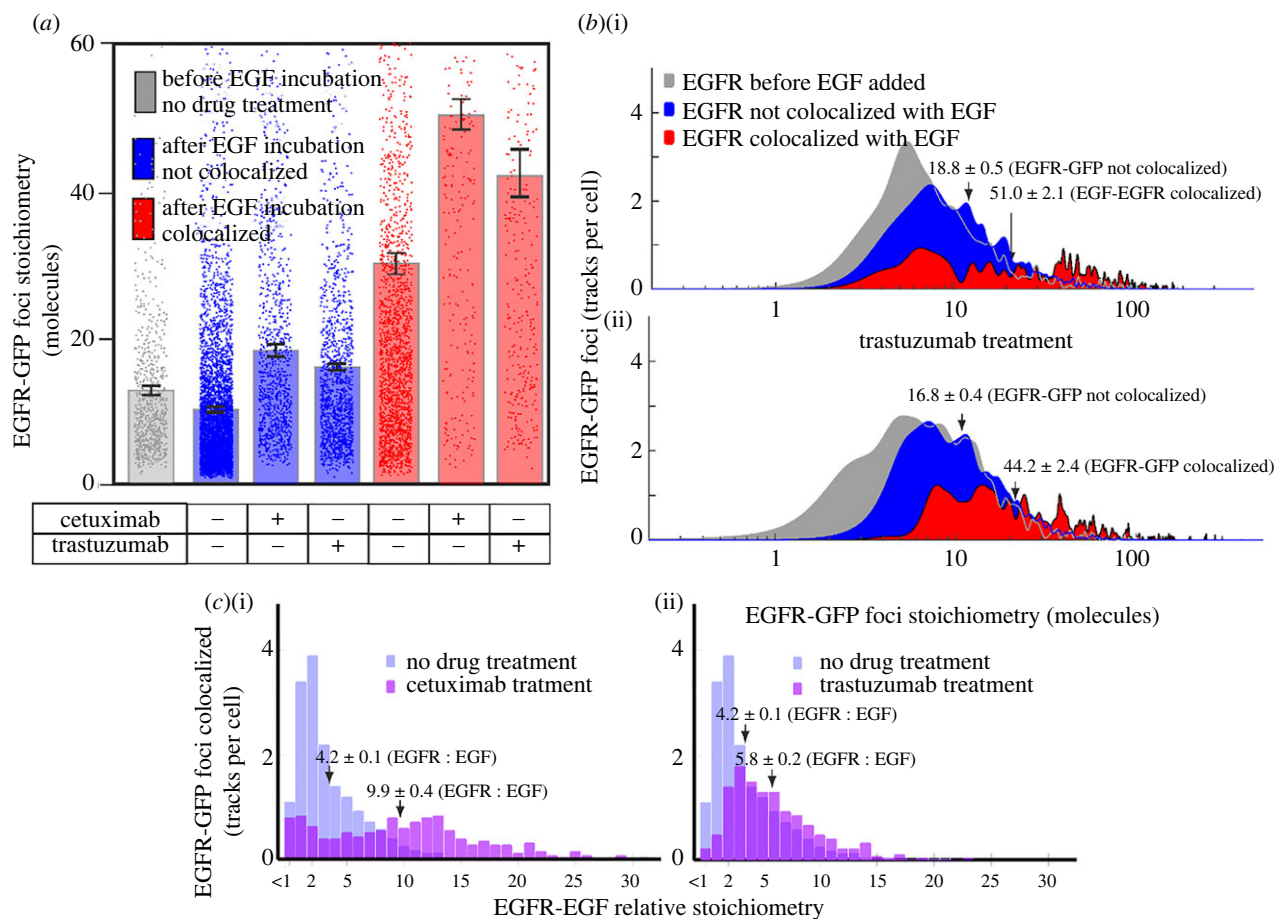 (a)
60
40
20
0
EGFR-GFP foci stoichiometry
(molecules)
before EGF incubation
no drug treatment
after EGF incubation
not colocalized
after EGF incubation
colocalized
cetuximab – + – – + –
trastuzumab – – + – – +
(b)(i)
EGFR before EGF added
EGFR not colocalized with EGF
EGFR colocalized with EGF
18.8 ± 0.5 (EGFR-GFP not colocalized)
51.0 ± 2.1 (EGF-EGFR colocalized)
4
2
0
1 10 100
EGFR-GFP foci (tracks per cell)
(ii)
trastuzumab treatment
16.8 ± 0.4 (EGFR-GFP not colocalized)
44.2 ± 2.4 (EGFR-GFP colocalized)
4
2
0
1 10 100
EGFR-GFP foci stoichiometry (molecules)
(c)(i)
EGFR-GFP foci colocalized
(tracks per cell)
4
2
0
no drug treatment
cetuximab tratment
4.2 ± 0.1 (EGFR : EGF)
9.9 ± 0.4 (EGFR : EGF)
<1 2 5 10 15 20 25 30
(ii)
4
2
0
no drug treatment
trastuzumab treatment
4.2 ± 0.1 (EGFR : EGF)
5.8 ± 0.2 (EGFR : EGF)
<1 2 5 10 15 20 25 30
EGFR-EGF relative stoichiometry